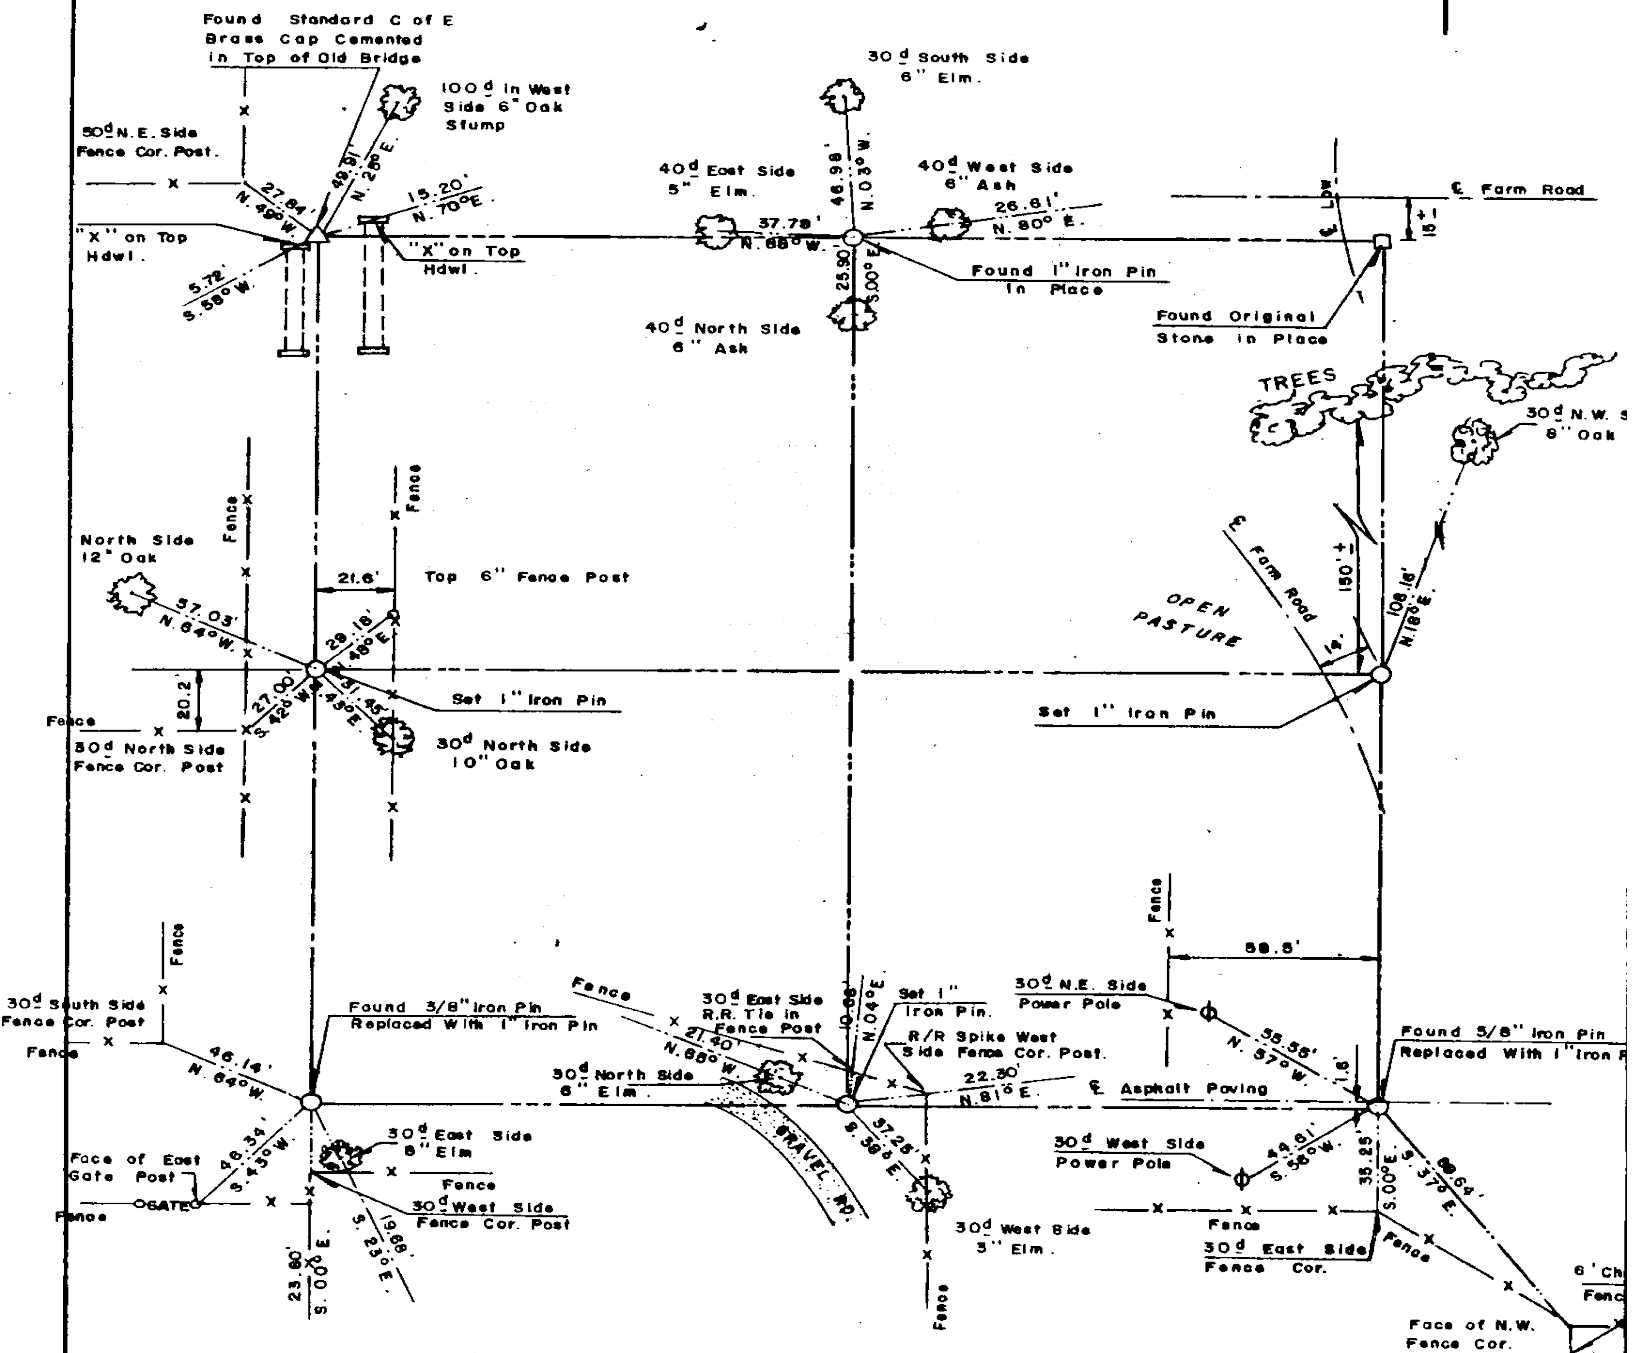 Found Standard C of E
Brass Cap Cemented
in Top of Old Bridge
100d in West
Side 6" Oak
Stump
50d N.E. Side
Fence Cor. Post.
27.84'
N. 49° W.
49.91'
N. 28° E.
15.20'
N. 70° E.
"X" on Top
Hdwl.
"X" on Top
Hdwl.
5.72'
S. 58° W.
30d South Side
6" Elm.
46.98'
N. 03° W.
40d East Side
5" Elm.
37.78'
N. 88° W.
40d West Side
6" Ash
26.61'
N. 80° E.
25.90'
S. 00° E.
Found 1" Iron Pin
In Place
40d North Side
6" Ash
℄ Low
℄ Farm Road
15'±
Found Original
Stone in Place
TREES
30d N.W. S
8" Oak
Fence
Fence
North Side
12" Oak
57.03'
N. 64° W.
21.6'
Top 6" Fence Post
29.18'
N. 48° E
Set 1" Iron Pin
20.2'
27.00'
S. 42° W.
31.45'
45° E.
Fence
30d North Side
Fence Cor. Post
30d North Side
10" Oak
℄ Farm Road
OPEN
PASTURE
150'±
14'
108.16'
N. 18° E.
Set 1" Iron Pin
Fence
30d South Side
Fence Cor. Post
Fence
46.14'
N. 64° W.
Found 3/8" Iron Pin
Replaced With 1" Iron Pin
46.34'
S. 43° W.
Face of East
Gate Post
Fence
GATE
30d East Side
8" Elm
Fence
30d West Side
Fence Cor. Post
23.80'
S. 00° E.
19.68'
S. 23° E.
Fence
30d East Side
R.R. Tie in
Fence Post
21.40'
N. 68° W.
30d North Side
6" Elm.
N. 04° E
Set 1"
Iron Pin.
R/R Spike West
Side Fence Cor. Post.
22.30'
N. 81° E.
GRAVEL RD.
37.25'
S. 38° E.
30d West Side
3" Elm.
Fence
Fence
58.5'
30d N.E. Side
Power Pole
55.55'
N. 57° W.
1.6'
℄ Asphalt Paving
Found 5/8" Iron Pin
Replaced With 1" Iron P
30d West Side
Power Pole
44.61'
S. 56° W.
35.25'
S. 00° E.
S. 37° E.
Fence
30d East Side
Fence Cor.
Fence
6' Ch
Fenc
Face of N.W.
Fence Cor.